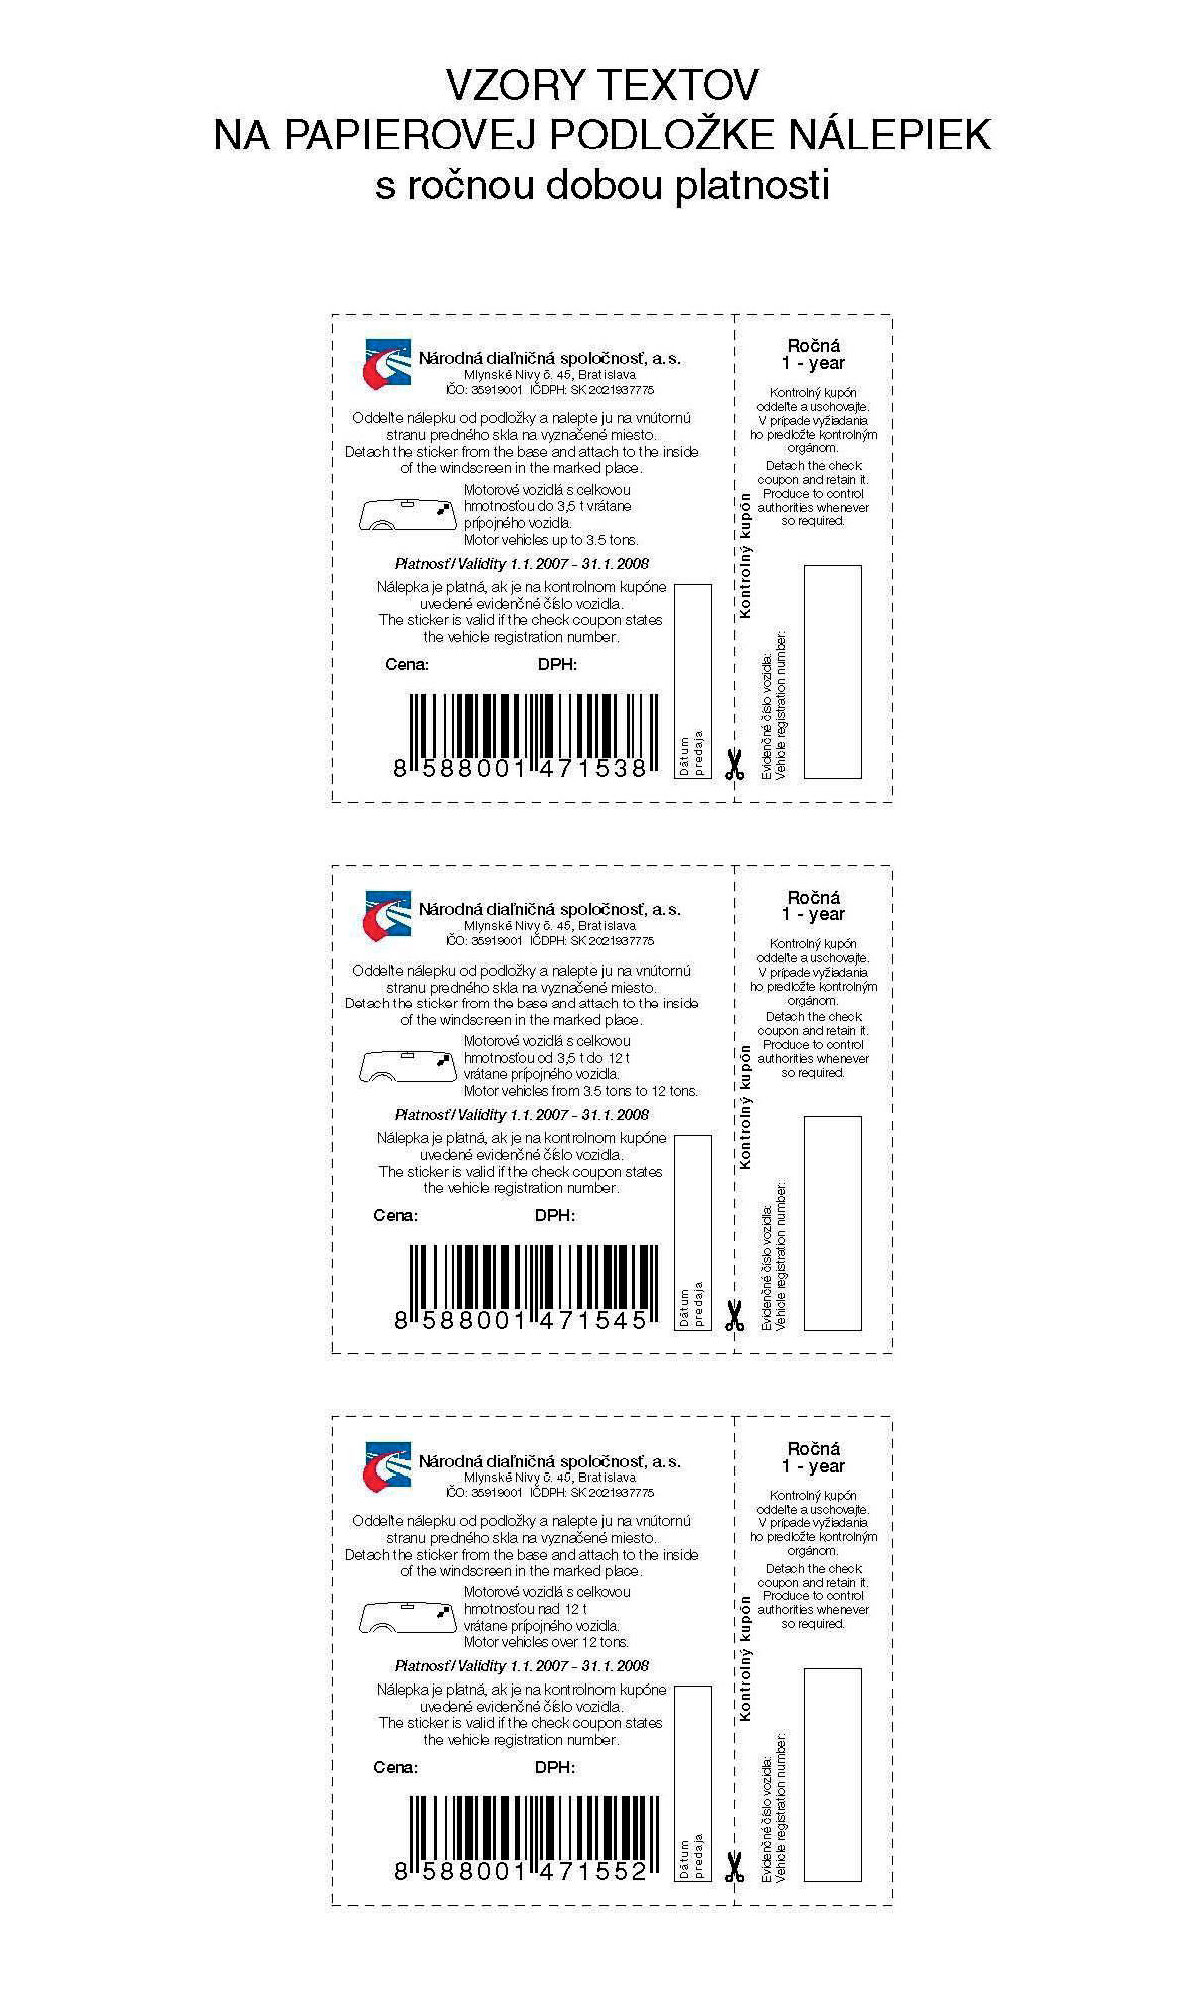 VZORY TEXTOV
NA PAPIEROVEJ PODLOŽKE NÁLEPIEK
s ročnou dobou platnosti
Národná diaľničná spoločnosť, a.s.
Mlynské Nivy č. 45, Bratislava
IČO: 35919001 IČDPH: SK 2021937775
Oddeľte nálepku od podložky a nalepte ju na vnútornú
stranu predného skla na vyznačené miesto.
Detach the sticker from the base and attach to the inside
of the windscreen in the marked place.
Motorové vozidlá s celkovou
hmotnosťou do 3,5 t vrátane
prípojného vozidla.
Motor vehicles up to 3.5 tons.
Platnosť/Validity 1.1.2007 - 31.1.2008
Nálepka je platná, ak je na kontrolnom kupóne
uvedené evidenčné číslo vozidla.
The sticker is valid if the check coupon states
the vehicle registration number.
Cena: DPH:
8 588001 471538
Dátum
predaja
Kontrolný kupón
Ročná
1 - year
Kontrolný kupón
oddeľte a uschovajte.
V prípade vyžiadania
ho predložte kontrolným
orgánom.
Detach the check
coupon and retain it.
Produce to control
authorities whenever
so required.
Evidenčné číslo vozidla:
Vehicle registration number:
Národná diaľničná spoločnosť, a.s.
Mlynské Nivy č. 45, Bratislava
IČO: 35919001 IČDPH: SK 2021937775
Oddeľte nálepku od podložky a nalepte ju na vnútornú
stranu predného skla na vyznačené miesto.
Detach the sticker from the base and attach to the inside
of the windscreen in the marked place.
Motorové vozidlá s celkovou
hmotnosťou od 3,5 t do 12 t
vrátane prípojného vozidla.
Motor vehicles from 3.5 tons to 12 tons.
Platnosť/Validity 1.1.2007 - 31.1.2008
Nálepka je platná, ak je na kontrolnom kupóne
uvedené evidenčné číslo vozidla.
The sticker is valid if the check coupon states
the vehicle registration number.
Cena: DPH:
8 588001 471545
Dátum
predaja
Kontrolný kupón
Ročná
1 - year
Kontrolný kupón
oddeľte a uschovajte.
V prípade vyžiadania
ho predložte kontrolným
orgánom.
Detach the check
coupon and retain it.
Produce to control
authorities whenever
so required.
Evidenčné číslo vozidla:
Vehicle registration number:
Národná diaľničná spoločnosť, a.s.
Mlynské Nivy č. 45, Bratislava
IČO: 35919001 IČDPH: SK 2021937775
Oddeľte nálepku od podložky a nalepte ju na vnútornú
stranu predného skla na vyznačené miesto.
Detach the sticker from the base and attach to the inside
of the windscreen in the marked place.
Motorové vozidlá s celkovou
hmotnosťou nad 12 t
vrátane prípojného vozidla.
Motor vehicles over 12 tons.
Platnosť/Validity 1.1.2007 - 31.1.2008
Nálepka je platná, ak je na kontrolnom kupóne
uvedené evidenčné číslo vozidla.
The sticker is valid if the check coupon states
the vehicle registration number.
Cena: DPH:
8 588001 471552
Dátum
predaja
Kontrolný kupón
Ročná
1 - year
Kontrolný kupón
oddeľte a uschovajte.
V prípade vyžiadania
ho predložte kontrolným
orgánom.
Detach the check
coupon and retain it.
Produce to control
authorities whenever
so required.
Evidenčné číslo vozidla:
Vehicle registration number: